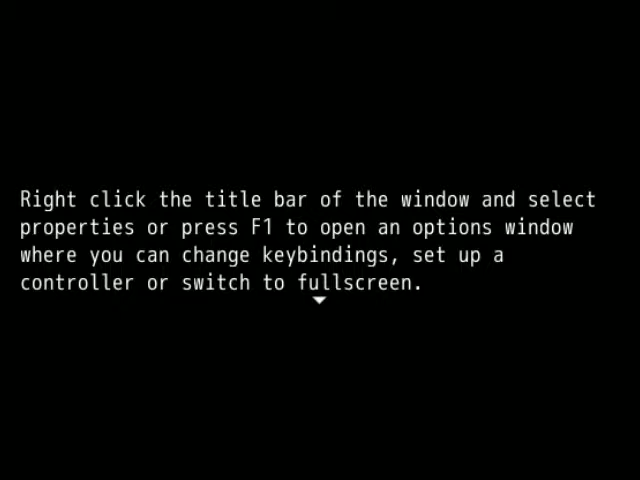 Right click the title bar of the window and select
properties or press F1 to open an options window
where you can change keybindings, set up a
controller or switch to fullscreen.